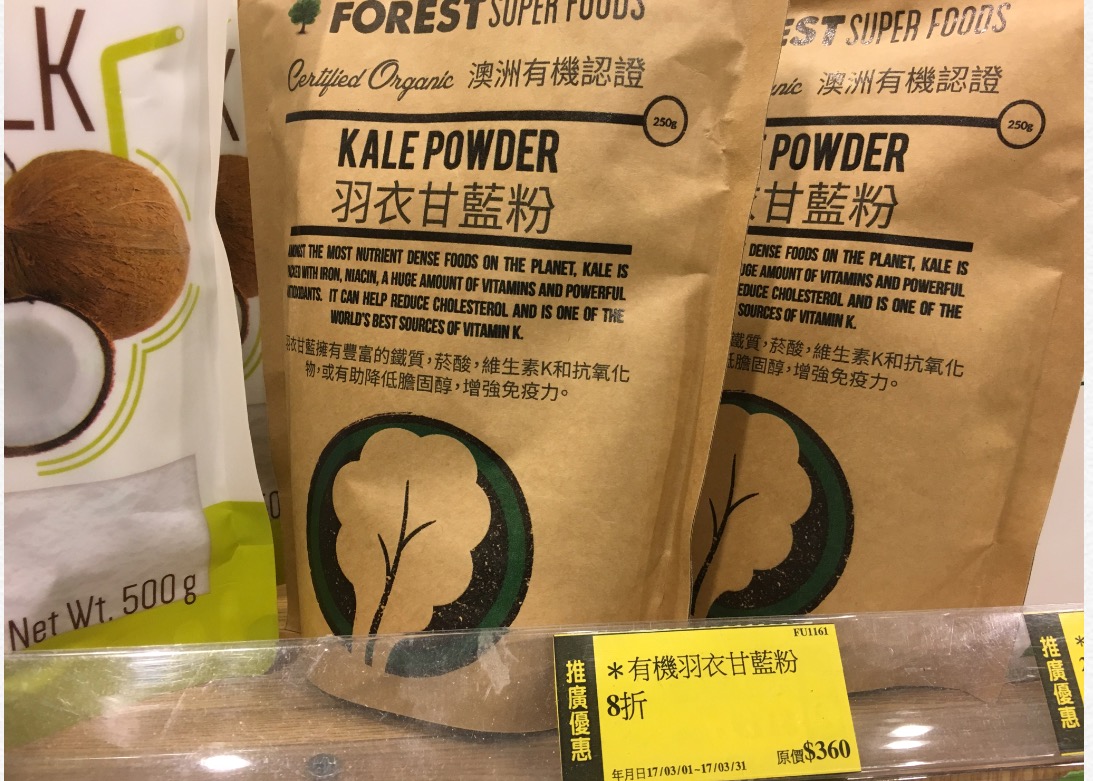 LK
Net Wt. 500 g
FOREST SUPER FOODS
Certified Organic 澳洲有機認證
250g
KALE POWDER
羽衣甘藍粉
THE MOST NUTRIENT DENSE FOODS ON THE PLANET, KALE IS
WITH IRON, NIACIN, A HUGE AMOUNT OF VITAMINS AND POWERFUL
IT CAN HELP REDUCE CHOLESTEROL AND IS ONE OF THE
WORLD'S BEST SOURCES OF VITAMIN K.
羽衣甘藍擁有豐富的鐵質,菸酸,維生素K和抗氧化
物,或有助降低膽固醇,增強免疫力。
EST SUPER FOODS
nic 澳洲有機認證
250g
POWDER
甘藍粉
DENSE FOODS ON THE PLANET, KALE IS
UGE AMOUNT OF VITAMINS AND POWERFUL
EDUCE CHOLESTEROL AND IS ONE OF THE
SOURCES OF VITAMIN K.
鐵質,菸酸,維生素K和抗氧化
低膽固醇,增強免疫力。
推廣優惠
FU1161
*有機羽衣甘藍粉
8折
原價$360
年月日17/03/01~17/03/31
推廣優惠
*